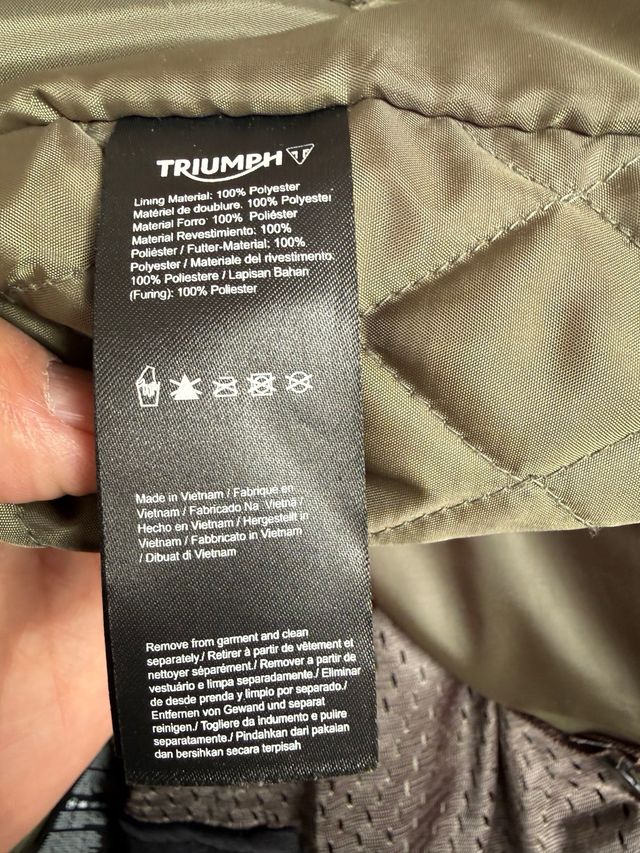 TRIUMPH
Lining Material: 100% Polyester
Matériel de doublure. 100% Polyester
Material Forro: 100% Poliéster
Material Revestimiento: 100%
Poliéster / Futter-Material: 100%
Polyester / Materiale del rivestimento:
100% Poliestere / Lapisan Bahan
(Furing): 100% Poliester
Made in Vietnam / Fabriqué en
Vietnam / Fabricado Na Vietnã /
Hecho en Vietnam / Hergestellt in
Vietnam / Fabbricato in Vietnam
/ Dibuat di Vietnam
Remove from garment and clean
separately./ Retirer à partir de vêtement et
nettoyer séparément./ Remover a partir de
vestuário e limpa separadamente./ Eliminar
de desde prenda y limpio por separado./
Entfernen von Gewand und separat
reinigen./ Togliere da indumento e pulire
separatamente./ Pindahkan dari pakaian
dan bersihkan secara terpisah